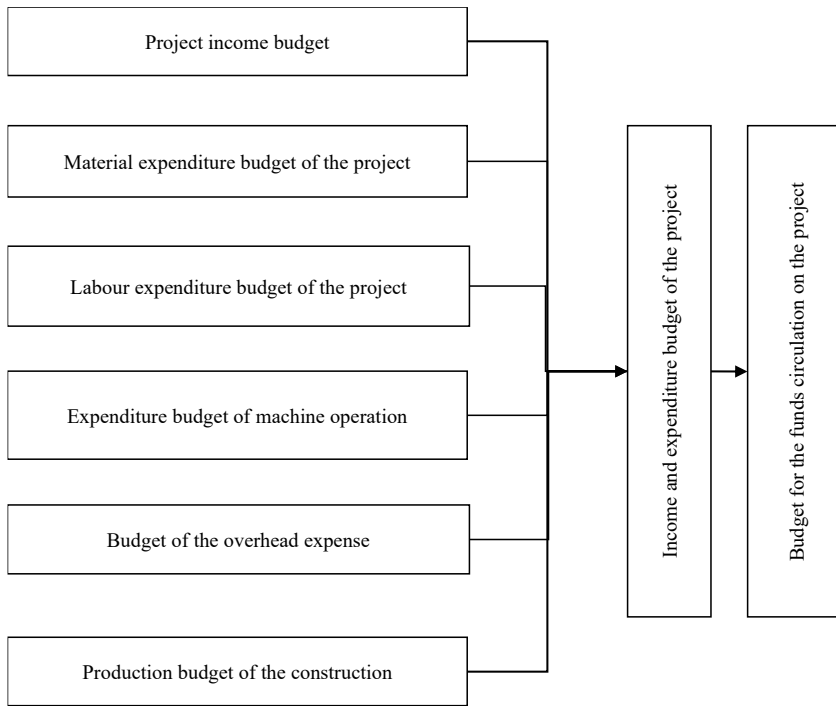 Project income budget
Material expenditure budget of the project
Labour expenditure budget of the project
Expenditure budget of machine operation
Budget of the overhead expense
Production budget of the construction
Income and expenditure budget of the project
Budget for the funds circulation on the project